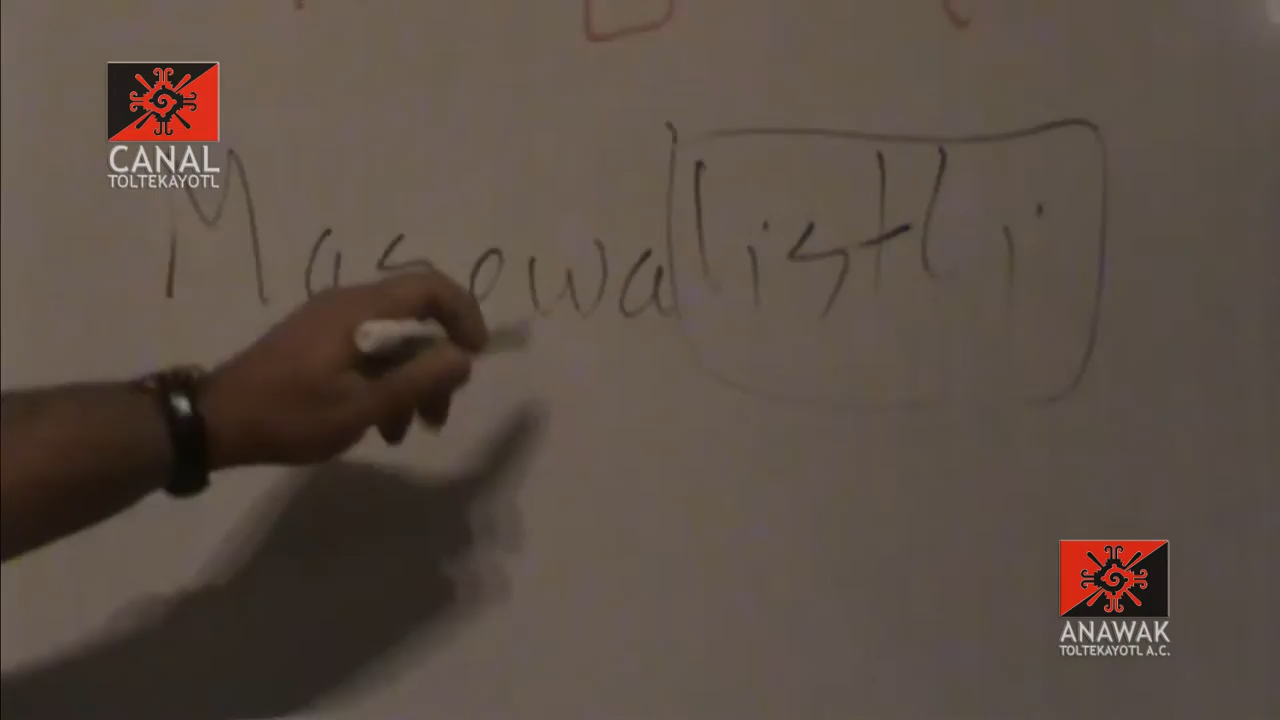 CANAL
TOLTEKAYOTL
Masewalistli
ANAWAK
TOLTEKAYOTL A.C.